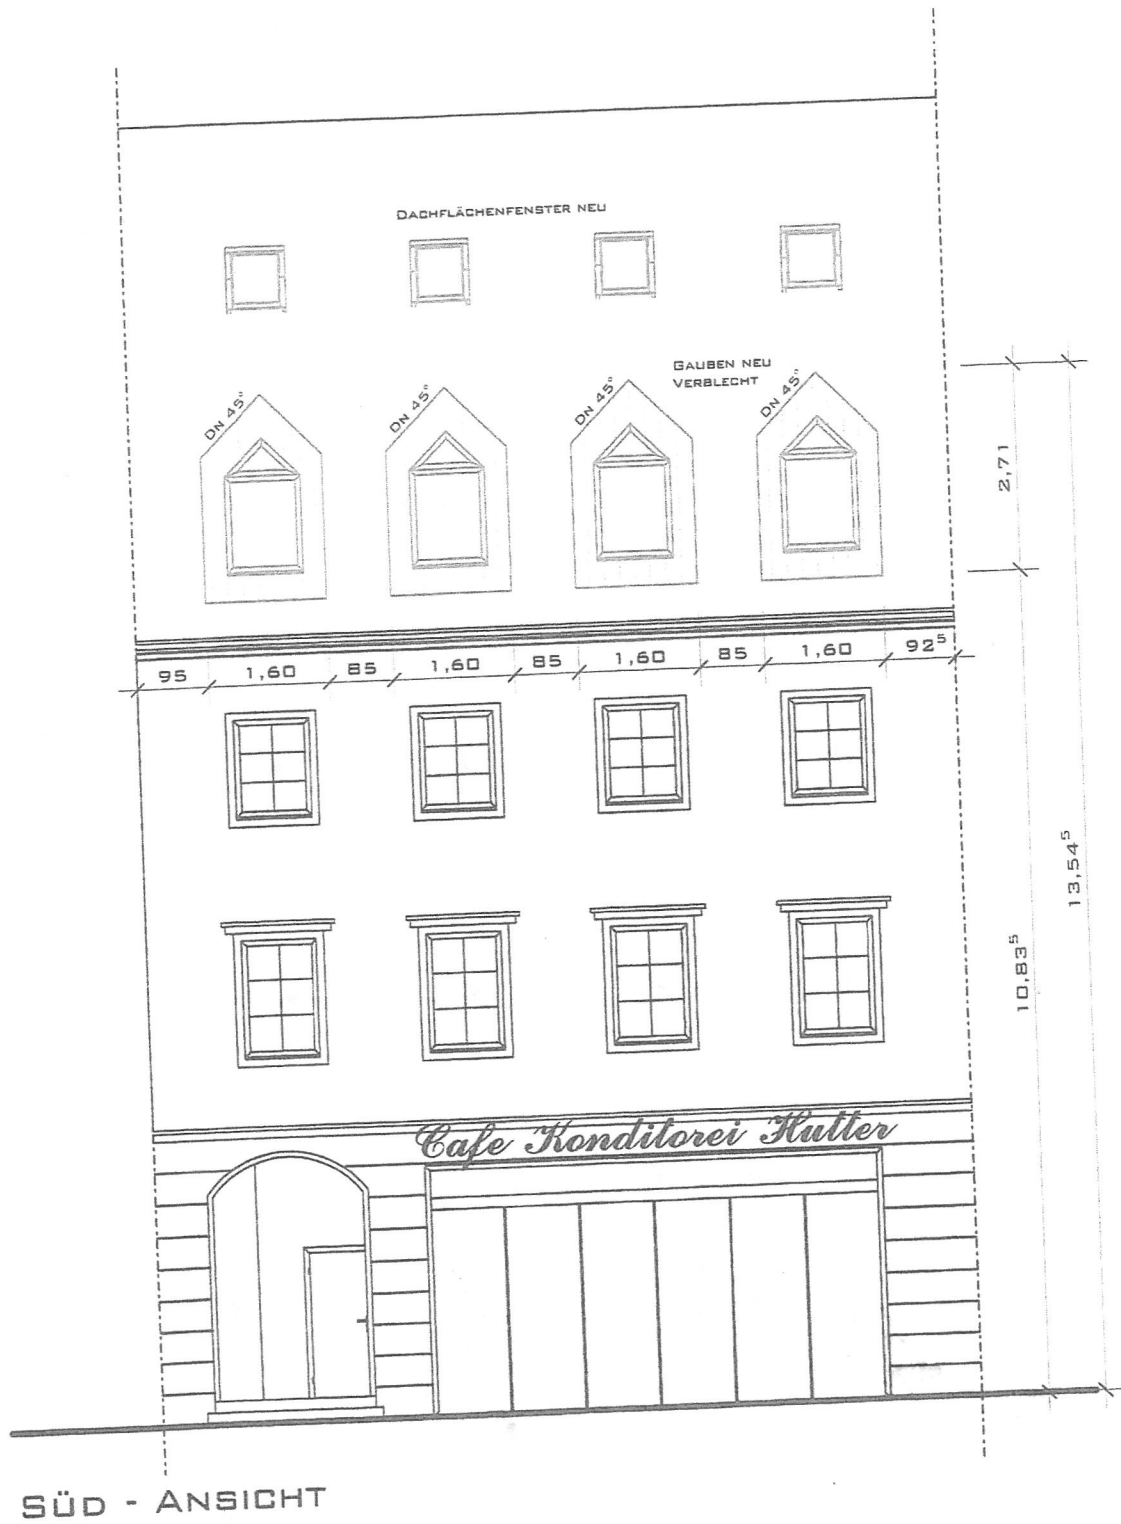 DACHFLÄCHENFENSTER NEU
GAUBEN NEU
VERBLECHT
DN 45°
DN 45°
DN 45°
DN 45°
2,71
95 1,60 85 1,60 85 1,60 85 1,60 92⁵
13,54⁵
10,83⁵
Cafe Konditorei Hutter
SÜD - ANSICHT